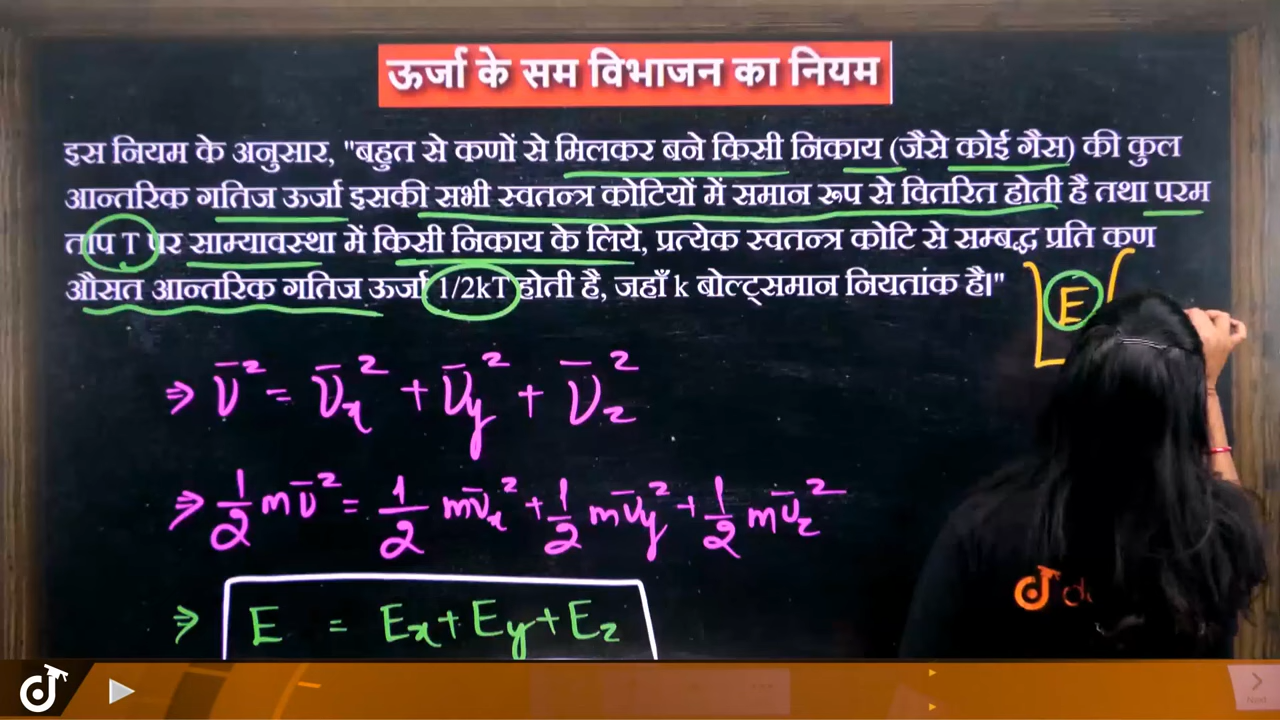 ऊर्जा के सम विभाजन का नियम
इस नियम के अनुसार, "बहुत से कणों से मिलकर बने किसी निकाय (जैसे कोई गैस) की कुल
आन्तरिक गतिज ऊर्जा इसकी सभी स्वतन्त्र कोटियों में समान रूप से वितरित होती है तथा परम
ताप T पर साम्यावस्था में किसी निकाय के लिये, प्रत्येक स्वतन्त्र कोटि से सम्बद्ध प्रति कण
औसत आन्तरिक गतिज ऊर्जा 1/2kT होती है, जहाँ k बोल्ट्समान नियतांक है।"
E
⇒ v̄² = v̄ₓ² + v̄y² + v̄z²
⇒ 1/2 mv̄² = 1/2 mv̄ₓ² + 1/2 mv̄y² + 1/2 mv̄z²
⇒ E = Ex + Ey + Ez
Next